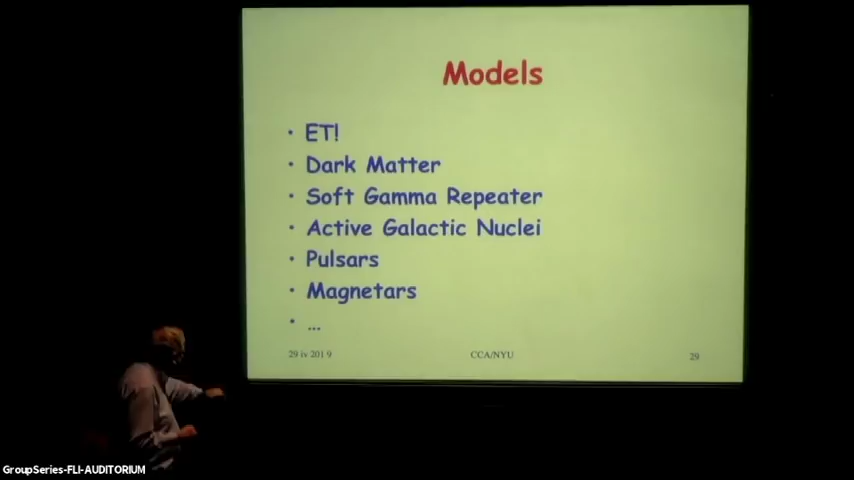 Models
• ET!
• Dark Matter
• Soft Gamma Repeater
• Active Galactic Nuclei
• Pulsars
• Magnetars
• ...
29 iv 2019 CCA/NYU 29
GroupSeries-FLI-AUDITORIUM